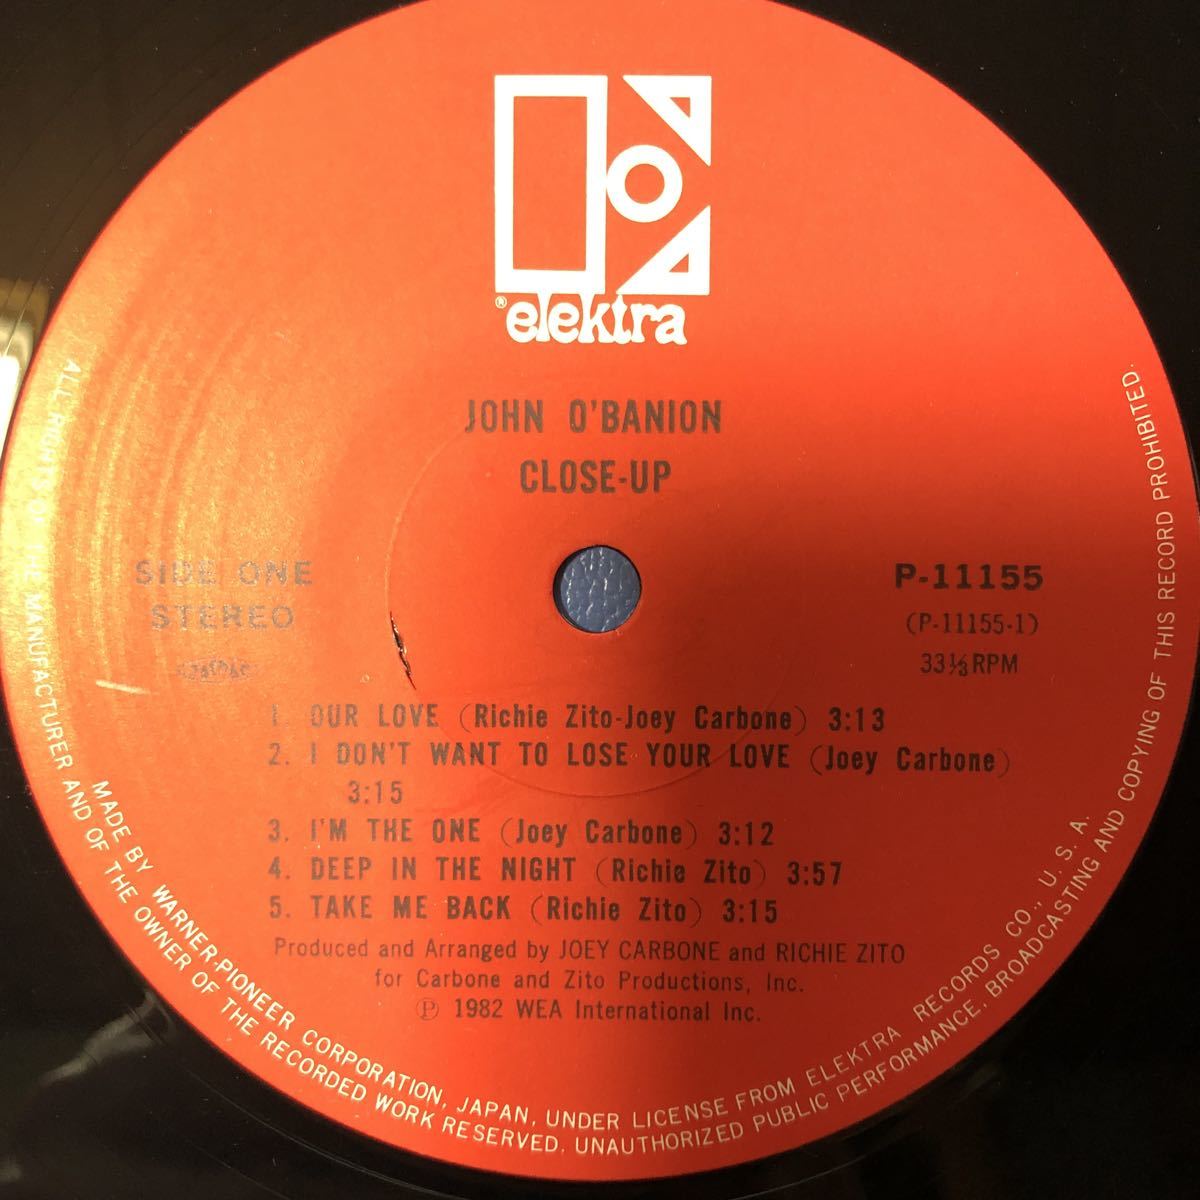 ® elektra
JOHN O'BANION
CLOSE-UP
SIDE ONE
STEREO
P-11155
(P-11155-1)
33⅓ RPM
1. OUR LOVE (Richie Zito-Joey Carbone) 3:13
2. I DON'T WANT TO LOSE YOUR LOVE (Joey Carbone)
3:15
3. I'M THE ONE (Joey Carbone) 3:12
4. DEEP IN THE NIGHT (Richie Zito) 3:57
5. TAKE ME BACK (Richie Zito) 3:15
Produced and Arranged by JOEY CARBONE and RICHIE ZITO
for Carbone and Zito Productions, Inc.
℗ 1982 WEA International Inc.
MADE BY WARNER-PIONEER CORPORATION, JAPAN, UNDER LICENSE FROM ELEKTRA RECORDS CO., U. S. A.
ALL RIGHTS OF THE MANUFACTURER AND OF THE OWNER OF THE RECORDED WORK RESERVED. UNAUTHORIZED PUBLIC PERFORMANCE, BROADCASTING AND COPYING OF THIS RECORD PROHIBITED.